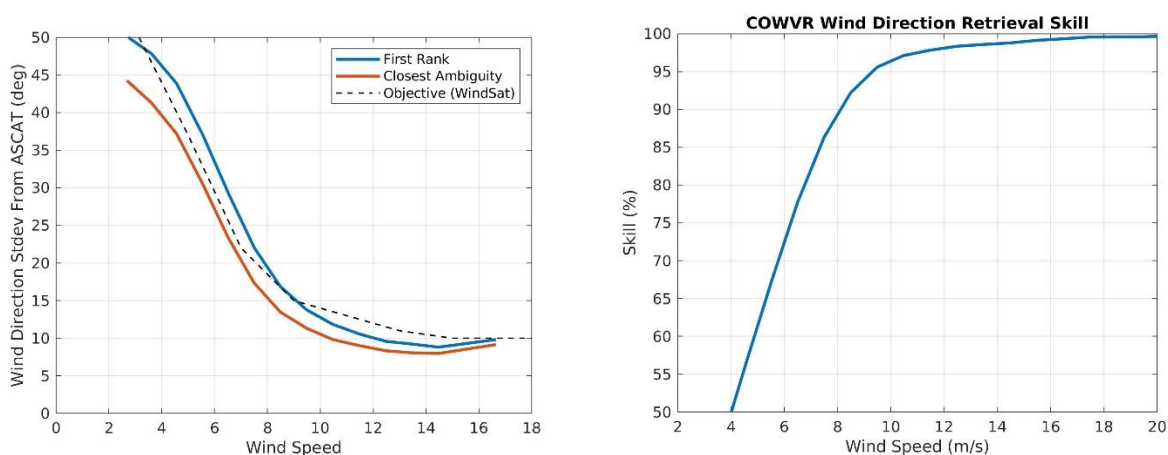 Wind Direction Stdev From ASCAT (deg)
50
45
40
35
30
25
20
15
10
5
0
0 2 4 6 8 10 12 14 16 18
Wind Speed
First Rank
Closest Ambiguity
Objective (WindSat)
COWVR Wind Direction Retrieval Skill
Skill (%)
100
95
90
85
80
75
70
65
60
55
50
2 4 6 8 10 12 14 16 18 20
Wind Speed (m/s)